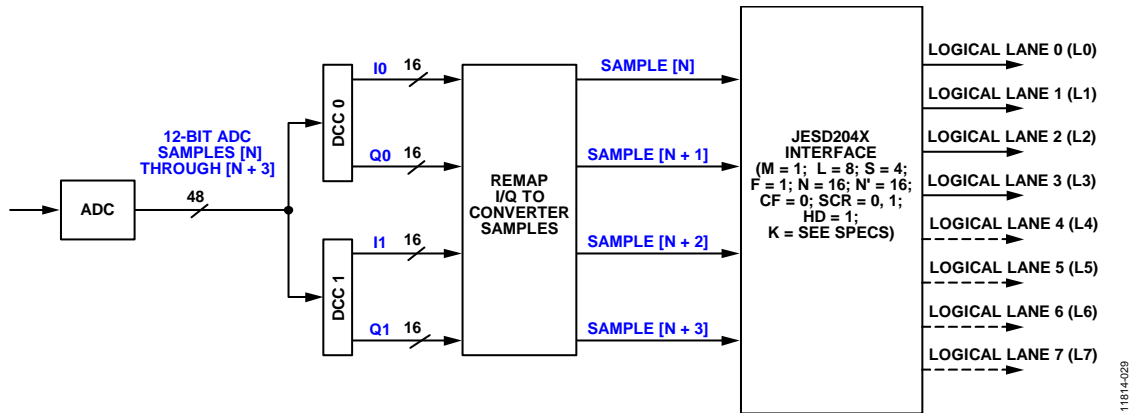 12-BIT ADC
SAMPLES [N]
THROUGH [N + 3]
ADC
48
DCC 0
DCC 1
I0
16
Q0
16
I1
16
Q1
16
REMAP
I/Q TO
CONVERTER
SAMPLES
SAMPLE [N]
SAMPLE [N + 1]
SAMPLE [N + 2]
SAMPLE [N + 3]
JESD204X
INTERFACE
(M = 1; L = 8; S = 4;
F = 1; N = 16; N' = 16;
CF = 0; SCR = 0, 1;
HD = 1;
K = SEE SPECS)
LOGICAL LANE 0 (L0)
LOGICAL LANE 1 (L1)
LOGICAL LANE 2 (L2)
LOGICAL LANE 3 (L3)
LOGICAL LANE 4 (L4)
LOGICAL LANE 5 (L5)
LOGICAL LANE 6 (L6)
LOGICAL LANE 7 (L7)
11814-029